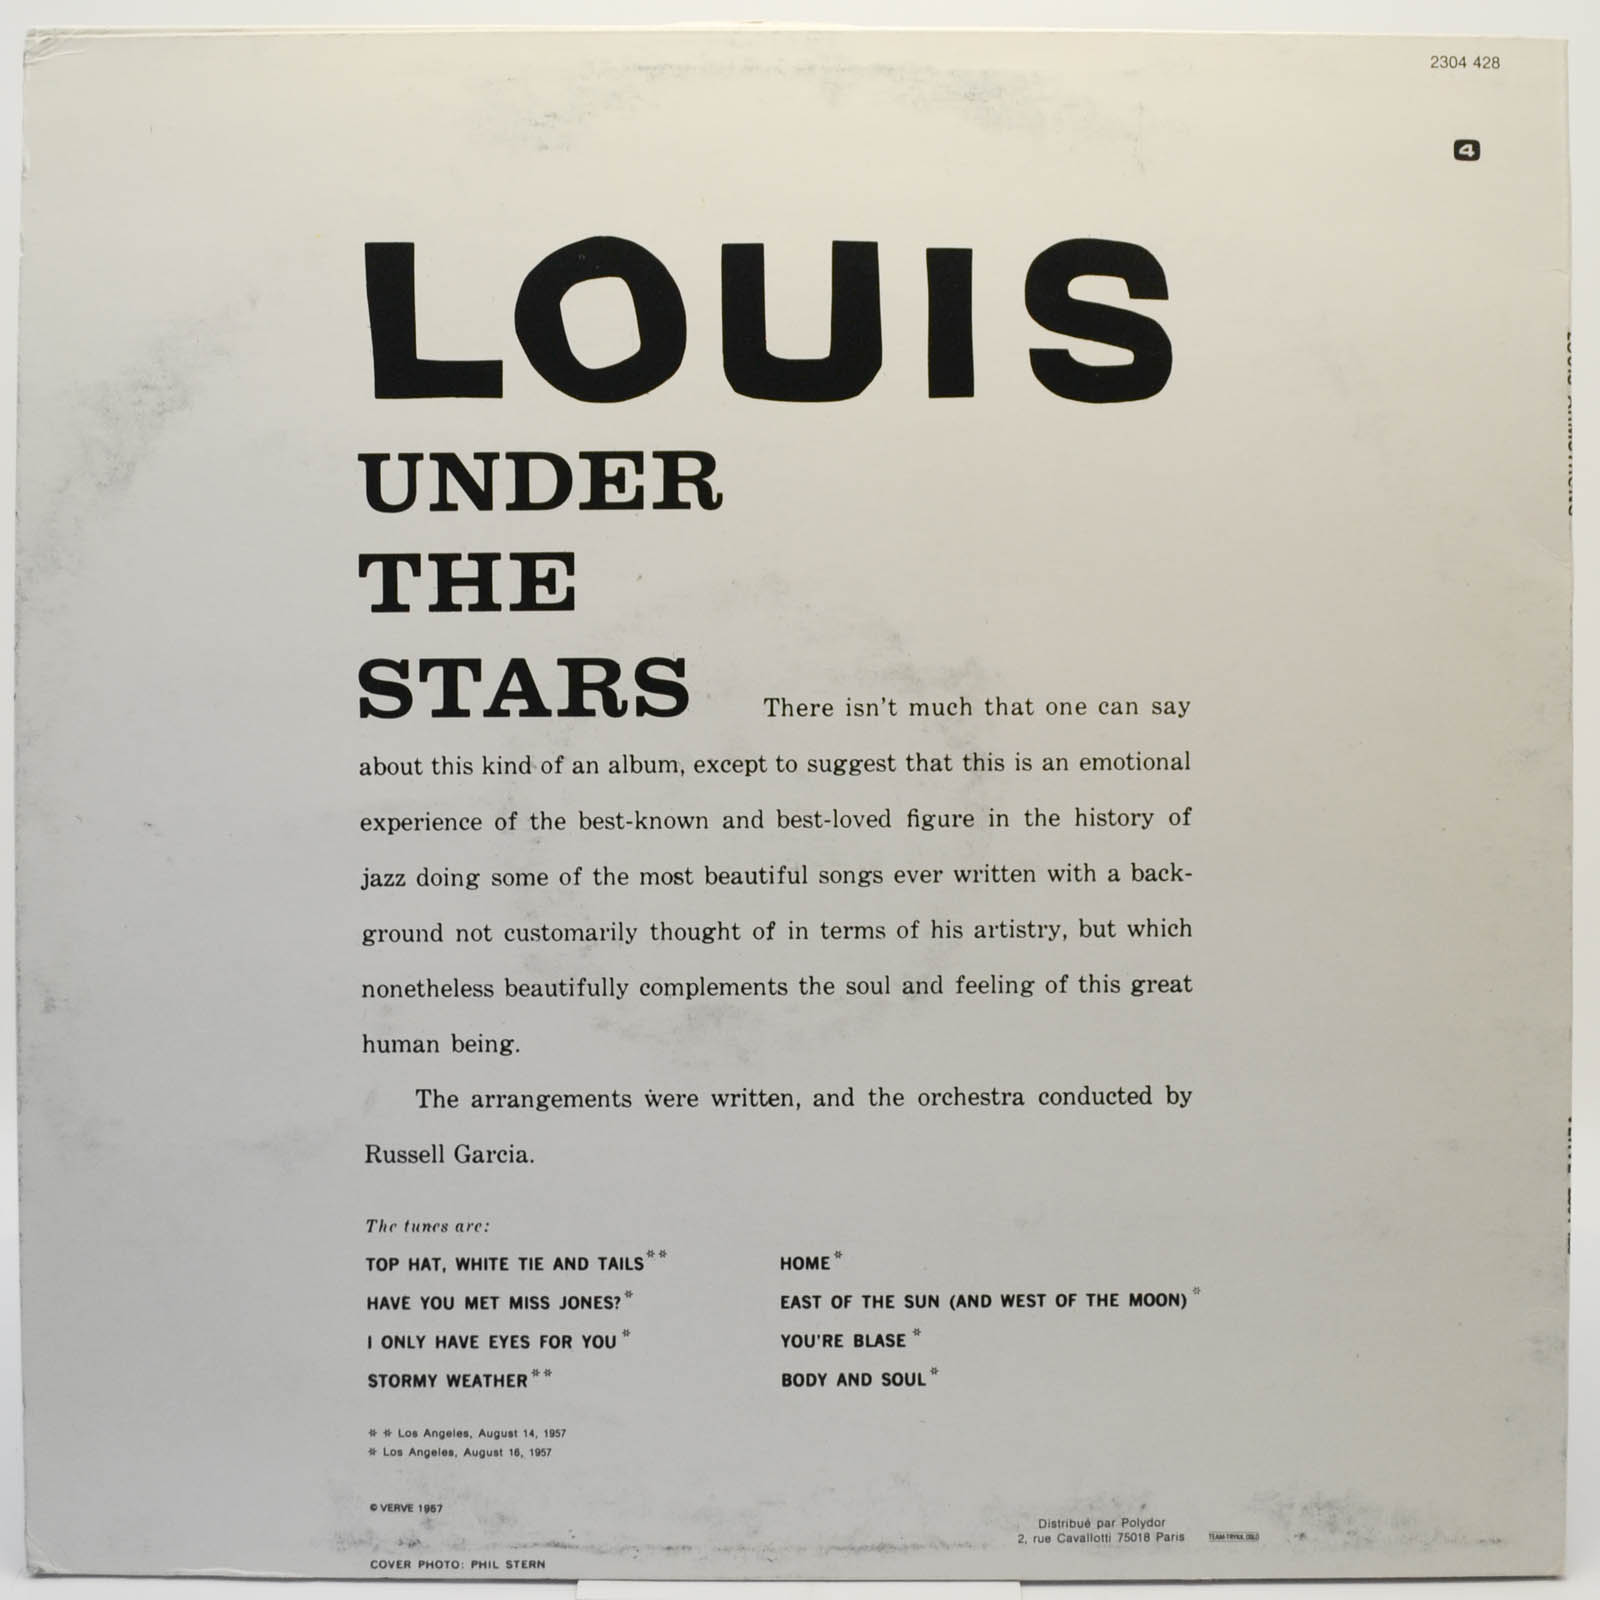 2304 428
4
LOUIS
UNDER
THE
STARS
There isn't much that one can say
about this kind of an album, except to suggest that this is an emotional
experience of the best-known and best-loved figure in the history of
jazz doing some of the most beautiful songs ever written with a back-
ground not customarily thought of in terms of his artistry, but which
nonetheless beautifully complements the soul and feeling of this great
human being.
The arrangements were written, and the orchestra conducted by
Russell Garcia.
The tunes are:
TOP HAT, WHITE TIE AND TAILS**
HAVE YOU MET MISS JONES?*
I ONLY HAVE EYES FOR YOU*
STORMY WEATHER**
HOME*
EAST OF THE SUN (AND WEST OF THE MOON)*
YOU'RE BLASE*
BODY AND SOUL*
** Los Angeles, August 14, 1957
* Los Angeles, August 16, 1957
© VERVE 1957
COVER PHOTO: PHIL STERN
Distribué par Polydor
2, rue Cavallotti 75018 Paris
LOUIS ARMSTRONG